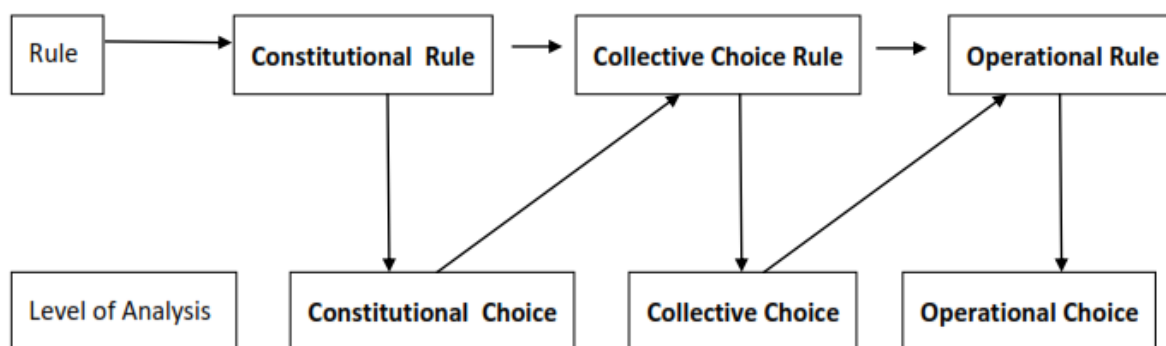 Rule
Constitutional Rule
Collective Choice Rule
Operational Rule
Level of Analysis
Constitutional Choice
Collective Choice
Operational Choice